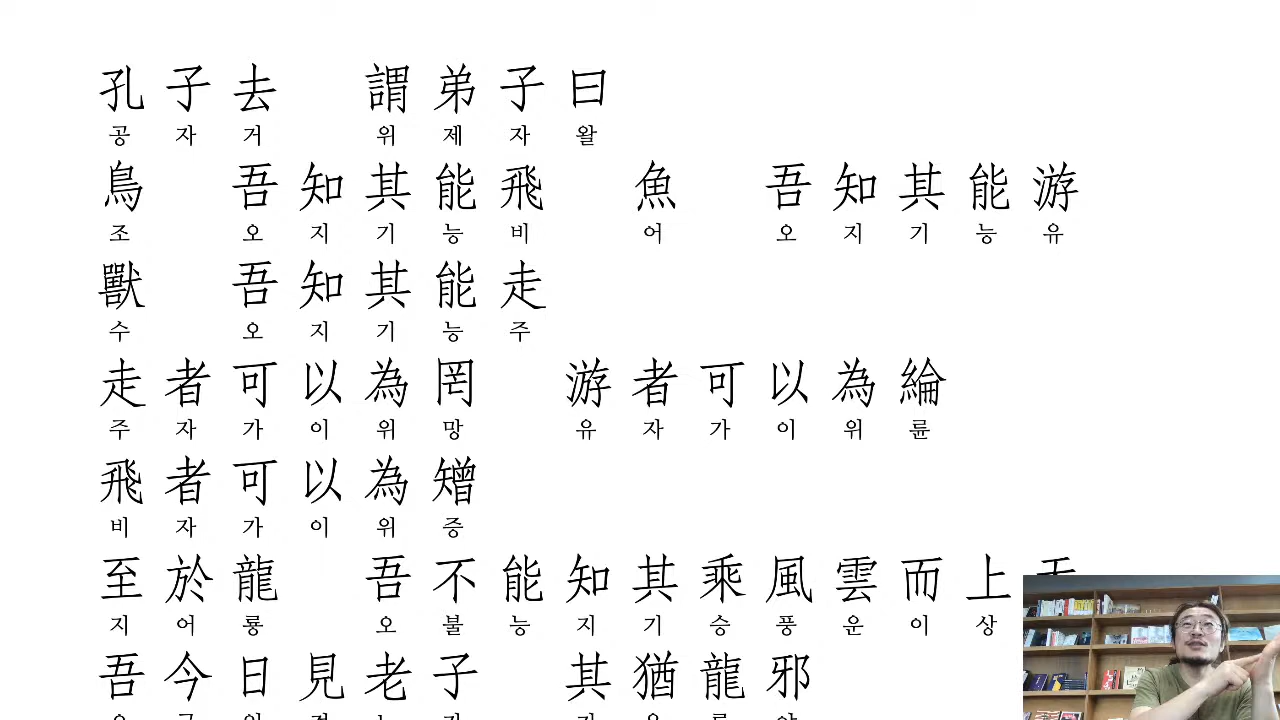 孔子去 謂弟子曰
공 자 거 위 제 자 왈
鳥 吾知其能飛 魚 吾知其能游
조 오 지 기 능 비 어 오 지 기 능 유
獸 吾知其能走
수 오 지 기 능 주
走者可以為罔 游者可以為綸
주 자 가 이 위 망 유 자 가 이 위 륜
飛者可以為矰
비 자 가 이 위 증
至於龍 吾不能知其乘風雲而上
지 어 룡 오 불 능 지 기 승 풍 운 이 상
吾今日見老子 其猶龍邪